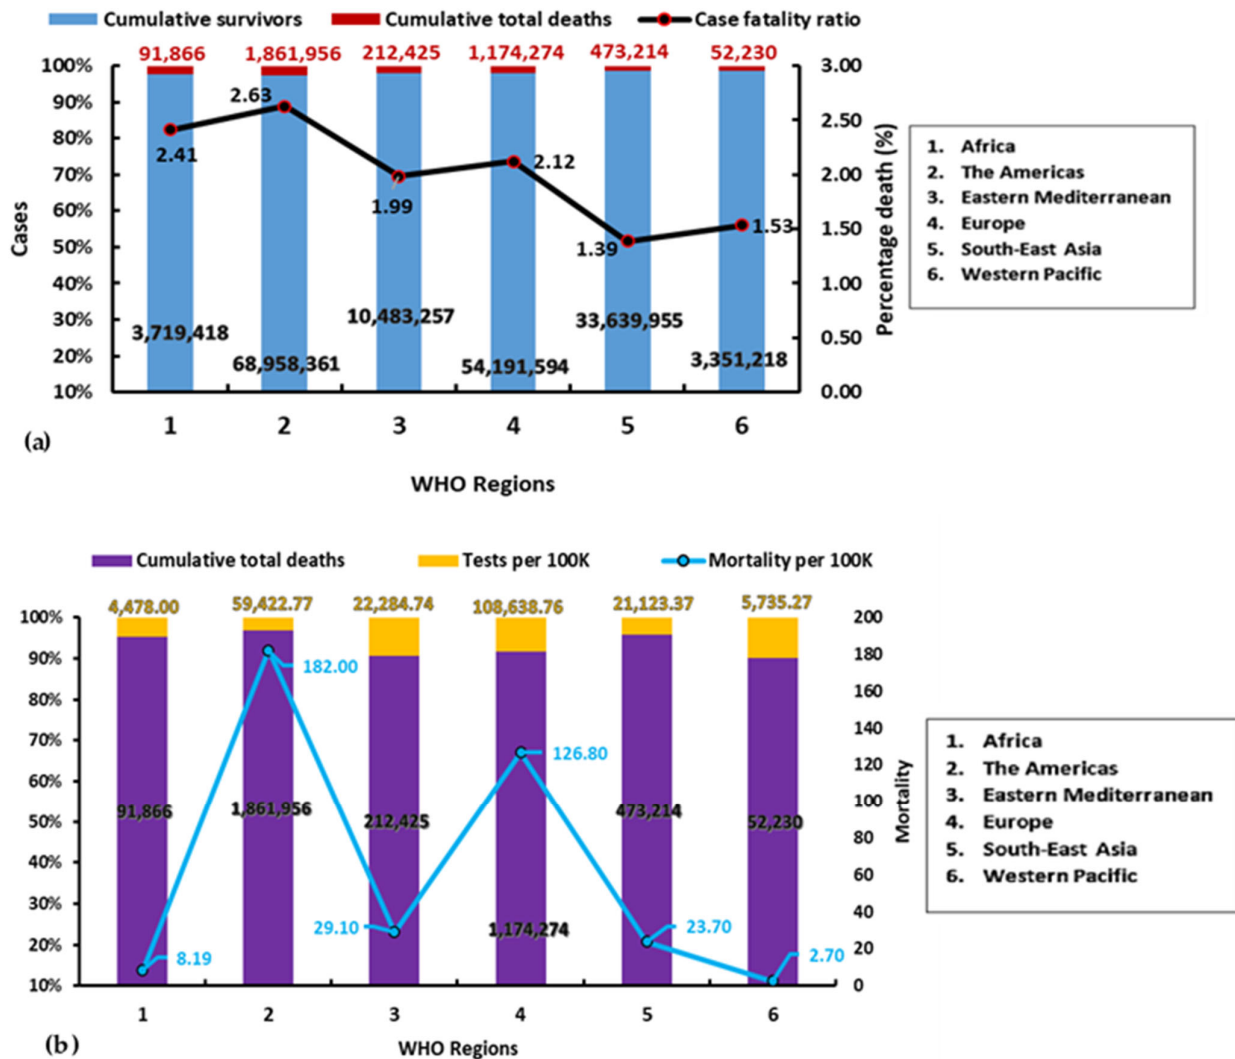 Cumulative survivors Cumulative total deaths Case fatality ratio
91,866 1,861,956 212,425 1,174,274 473,214 52,230
100% 3.00
90% 2.63 2.50
80% 2.41 2.12
70% 1.99 2.00
60% 1.39 1.53 1.50
50%
40% 1.00
30% 3,719,418 10,483,257 33,639,955 0.50
20% 68,958,361 54,191,594 3,351,218
10% 0.00
Cases
Percentage death (%)
1 2 3 4 5 6
(a)
WHO Regions
1. Africa
2. The Americas
3. Eastern Mediterranean
4. Europe
5. South-East Asia
6. Western Pacific
Cumulative total deaths Tests per 100K Mortality per 100K
4,478.00 59,422.77 22,284.74 108,638.76 21,123.37 5,735.27
100% 200
90% 182.00 180
80% 160
70% 126.80 140
60% 120
50% 91,866 1,861,956 212,425 473,214 52,230 100
40% 80
30% 60
20% 29.10 1,174,274 23.70 40
10% 8.19 2.70 20
0
Mortality
1 2 3 4 5 6
(b)
WHO Regions
1. Africa
2. The Americas
3. Eastern Mediterranean
4. Europe
5. South-East Asia
6. Western Pacific